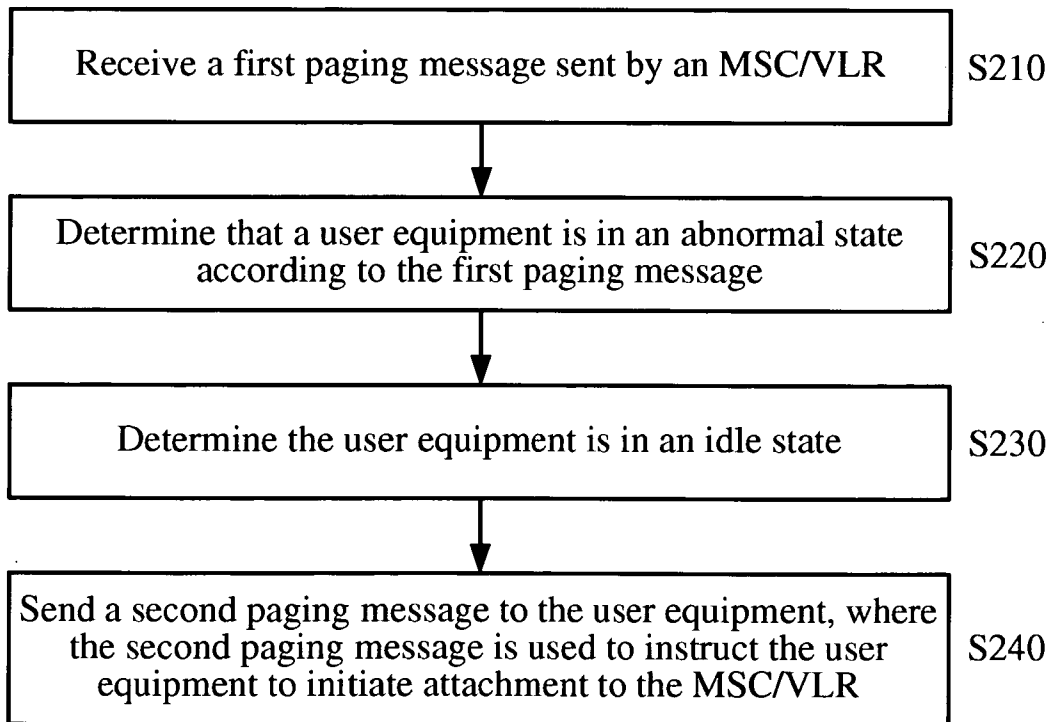 Receive a first paging message sent by an MSC/VLR
S210
Determine that a user equipment is in an abnormal state
according to the first paging message
S220
Determine the user equipment is in an idle state
S230
Send a second paging message to the user equipment, where
the second paging message is used to instruct the user
equipment to initiate attachment to the MSC/VLR
S240